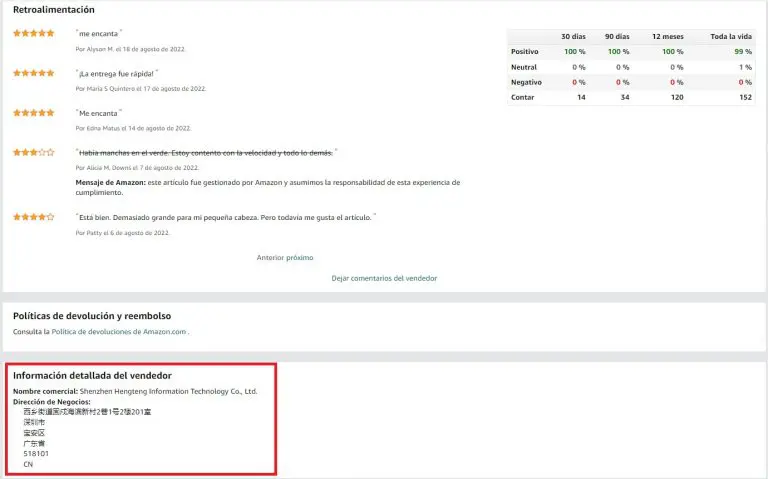 Retroalimentación
" me encanta "
Por Alyson M. el 18 de agosto de 2022.
" ¡La entrega fue rápida! "
Por María S Quintero el 17 de agosto de 2022.
" Me encanta "
Por Edna Matus el 14 de agosto de 2022.
" Había manchas en el verde. Estoy contento con la velocidad y todo lo demás. "
Por Alicia M. Downs el 7 de agosto de 2022.
Mensaje de Amazon: este artículo fue gestionado por Amazon y asumimos la responsabilidad de esta experiencia de
cumplimiento.
" Está bien. Demasiado grande para mi pequeña cabeza. Pero todavía me gusta el artículo. "
Por Patty el 6 de agosto de 2022.
Anterior próximo
Dejar comentarios del vendedor
30 dias 90 dias 12 meses Toda la vida
Positivo 100 % 100 % 100 % 99 %
Neutral 0 % 0 % 0 % 1 %
Negativo 0 % 0 % 0 % 0 %
Contar 14 34 120 152
Políticas de devolución y reembolso
Consulta la Política de devoluciones de Amazon.com .
Información detallada del vendedor
Nombre comercial: Shenzhen Hengteng Information Technology Co., Ltd.
Dirección de Negocios:
西乡街道固戍海滨新村2巷1号2楼201室
深圳市
宝安区
广东省
518101
CN